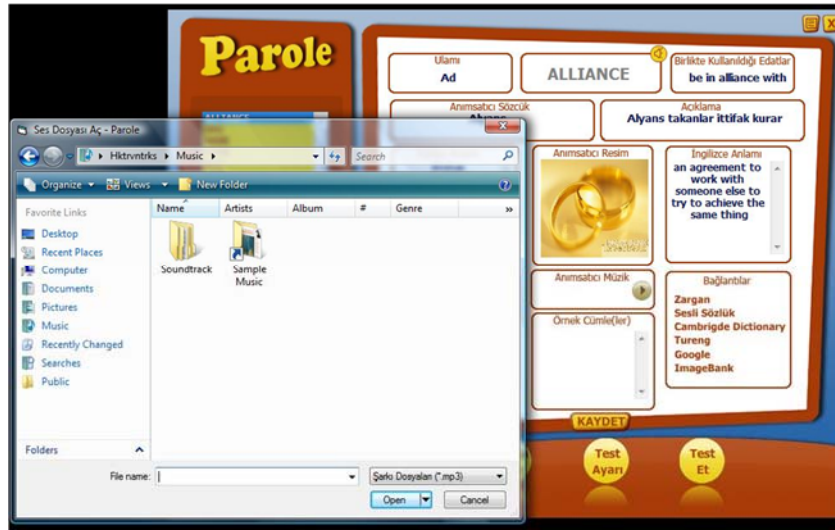 Parole
Ulamı
Ad
ALLIANCE
Birlikte Kullanıldığı Edatlar
be in alliance with
ALLIANCE
Anımsatıcı Sözcük
Alyans
Açıklama
Alyans takanlar ittifak kurar
Ses Dosyası Aç - Parole
Hktrvntrks Music
Search
Organize Views New Folder
Favorite Links
Desktop
Recent Places
Computer
Documents
Pictures
Music
Recently Changed
Searches
Public
Folders
Name Artists Album # Genre »
Soundtrack
Sample
Music
File name:
Şarkı Dosyaları (*.mp3)
Open Cancel
Anımsatıcı Resim
İngilizce Anlamı
an agreement to
work with
someone else to
try to achieve the
same thing
Anımsatıcı Müzik
Örnek Cümle(ler)
Bağlantılar
Zargan
Sesli Sözlük
Cambrigde Dictionary
Tureng
Google
ImageBank
KAYDET
Test
Ayarı
Test
Et